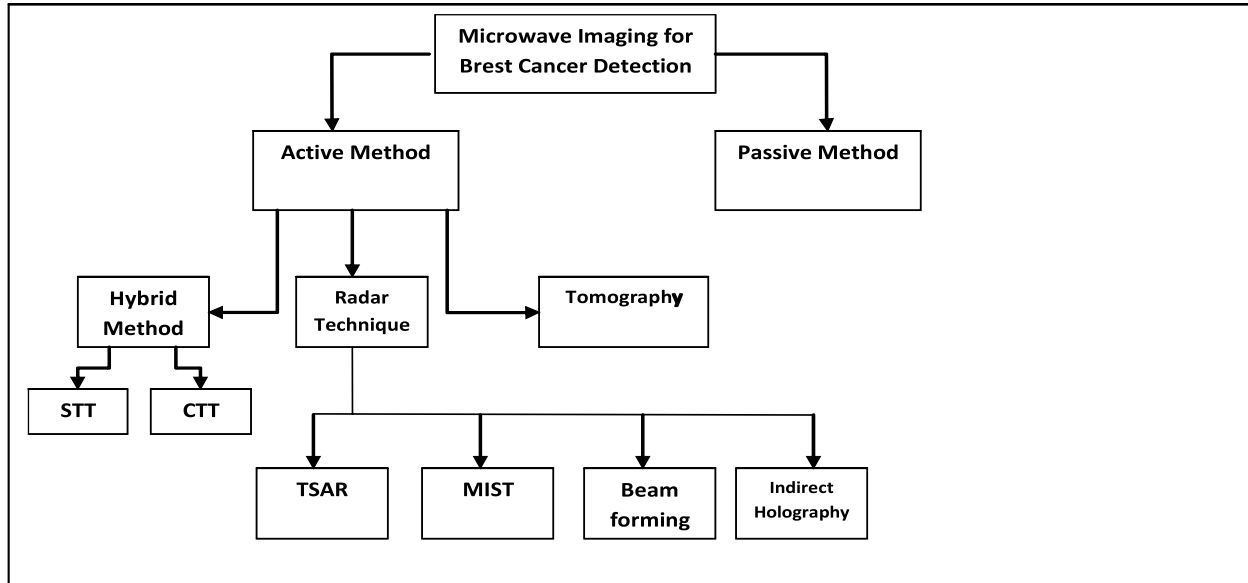 Microwave Imaging for
Brest Cancer Detection
Active Method
Passive Method
Hybrid
Method
Radar
Technique
Tomography
STT
CTT
TSAR
MIST
Beam
forming
Indirect
Holography